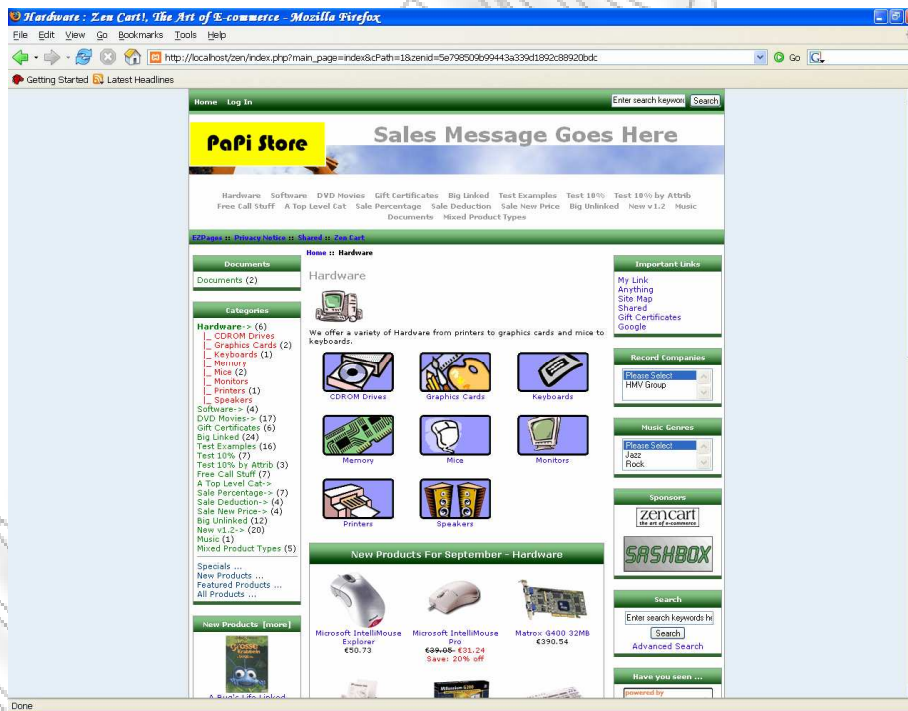 Hardware : Zen Cart!, The Art of E-commerce - Mozilla Firefox
File Edit View Go Bookmarks Tools Help
http://localhost/zen/index.php?main_page=index&cPath=1&zenid=5e798509b99443a339d1892c88920bdc
Go
Getting Started Latest Headlines
Home Log In
Enter search keywor Search
PaPi Store
Sales Message Goes Here
Hardware Software DVD Movies Gift Certificates Big Linked Test Examples Test 10% Test 10% by Attrib
Free Call Stuff A Top Level Cat Sale Percentage Sale Deduction Sale New Price Big Unlinked New v1.2 Music
Documents Mixed Product Types
EZPages :: Privacy Notice :: Shared :: Zen Cart
Documents
Documents (2)
Categories
Hardware-> (6)
|_ CDROM Drives
|_ Graphics Cards (2)
|_ Keyboards (1)
|_ Memory
|_ Mice (2)
|_ Monitors
|_ Printers (1)
|_ Speakers
Software-> (4)
DVD Movies-> (17)
Gift Certificates (6)
Big Linked (24)
Test Examples (16)
Test 10% (7)
Test 10% by Attrib (3)
Free Call Stuff (7)
A Top Level Cat->
Sale Percentage-> (7)
Sale Deduction-> (4)
Sale New Price-> (4)
Big Unlinked (12)
New v1.2-> (20)
Music (1)
Mixed Product Types (5)
Specials ...
New Products ...
Featured Products ...
All Products ...
New Products [more]
A Bug's Life Linked
Home :: Hardware
Hardware
We offer a variety of Hardware from printers to graphics cards and mice to
keyboards.
CDROM Drives
Graphics Cards
Keyboards
Memory
Mice
Monitors
Printers
Speakers
New Products For September - Hardware
Microsoft IntelliMouse
Explorer
€50.73
Microsoft IntelliMouse
Pro
€39.05 €31.24
Save: 20% off
Matrox G400 32MB
€390.54
Millennium G200
Important Links
My Link
Anything
Site Map
Shared
Gift Certificates
Google
Record Companies
Please Select
HMV Group
Music Genres
Please Select
Jazz
Rock
Sponsors
zencart
the art of e-commerce
SASHBOX
Search
Enter search keywords he
Search
Advanced Search
Have you seen ...
powered by
Done